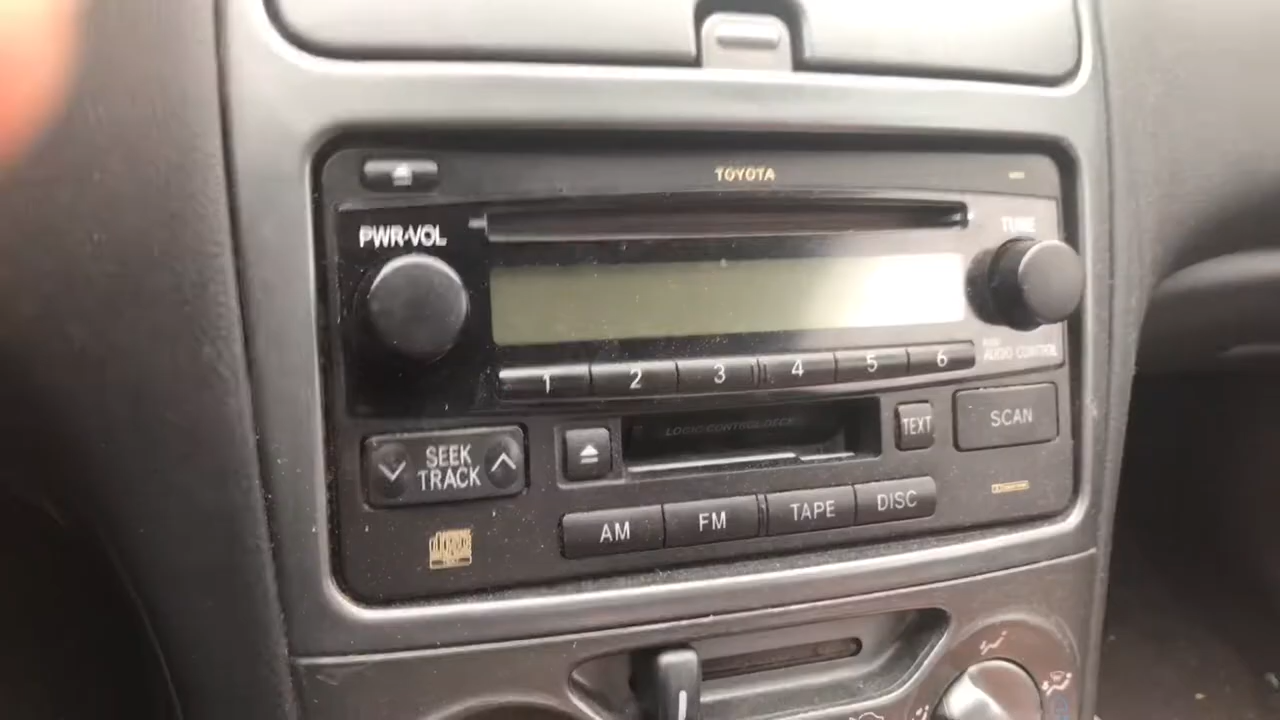 TOYOTA
PWR·VOL
TUNE
1 2 3 4 5 6
AUDIO CONTROL
LOGIC CONTROL DECK
TEXT
SCAN
SEEK
TRACK
AM FM TAPE DISC